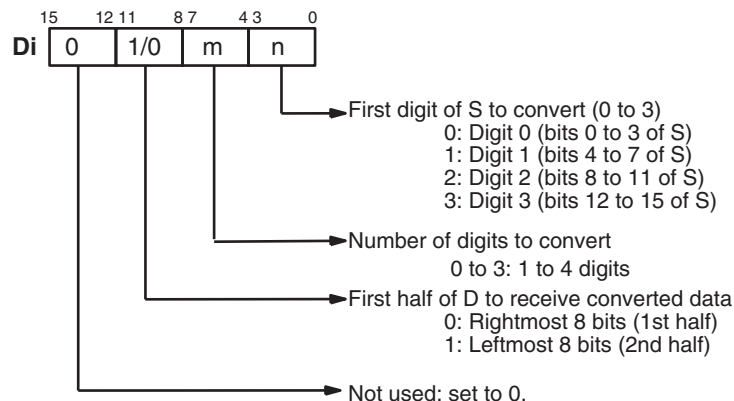 15 12 11 8 7 4 3 0
Di 0 1/0 m n
First digit of S to convert (0 to 3)
0: Digit 0 (bits 0 to 3 of S)
1: Digit 1 (bits 4 to 7 of S)
2: Digit 2 (bits 8 to 11 of S)
3: Digit 3 (bits 12 to 15 of S)
Number of digits to convert
0 to 3: 1 to 4 digits
First half of D to receive converted data
0: Rightmost 8 bits (1st half)
1: Leftmost 8 bits (2nd half)
Not used: set to 0.